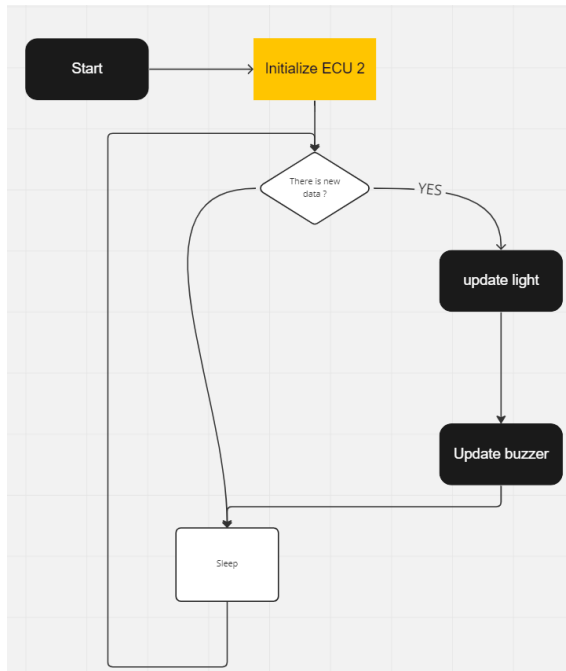 Start
Initialize ECU 2
There is new
data ?
YES
update light
Update buzzer
Sleep